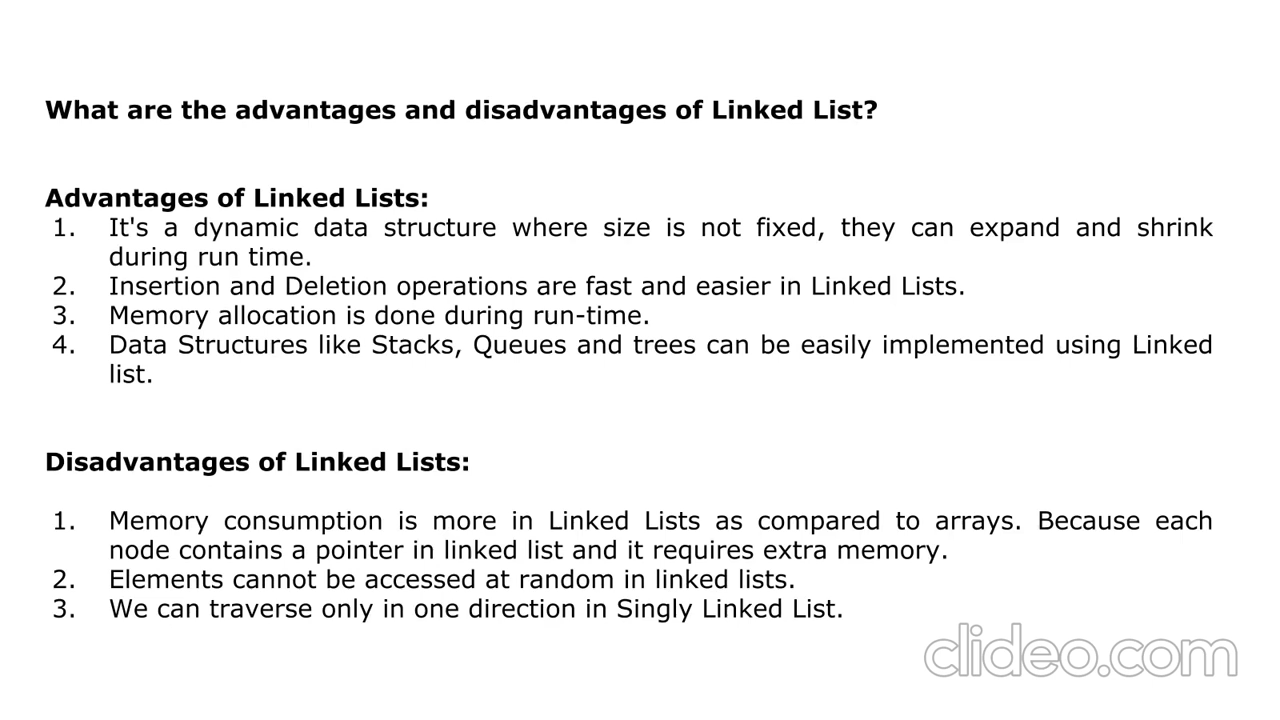 What are the advantages and disadvantages of Linked List?
Advantages of Linked Lists:
1. It's a dynamic data structure where size is not fixed, they can expand and shrink
during run time.
2. Insertion and Deletion operations are fast and easier in Linked Lists.
3. Memory allocation is done during run-time.
4. Data Structures like Stacks, Queues and trees can be easily implemented using Linked
list.
Disadvantages of Linked Lists:
1. Memory consumption is more in Linked Lists as compared to arrays. Because each
node contains a pointer in linked list and it requires extra memory.
2. Elements cannot be accessed at random in linked lists.
3. We can traverse only in one direction in Singly Linked List.
clideo.com